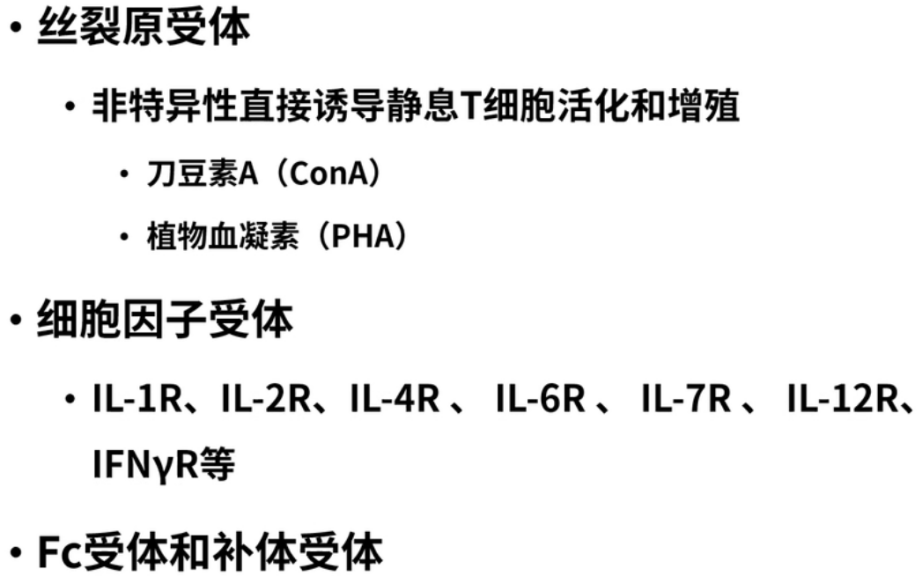 • 丝裂原受体
• 非特异性直接诱导静息T细胞活化和增殖
• 刀豆素A（ConA）
• 植物血凝素（PHA）
• 细胞因子受体
• IL-1R、IL-2R、IL-4R 、 IL-6R 、 IL-7R 、 IL-12R、
IFNγR等
• Fc受体和补体受体